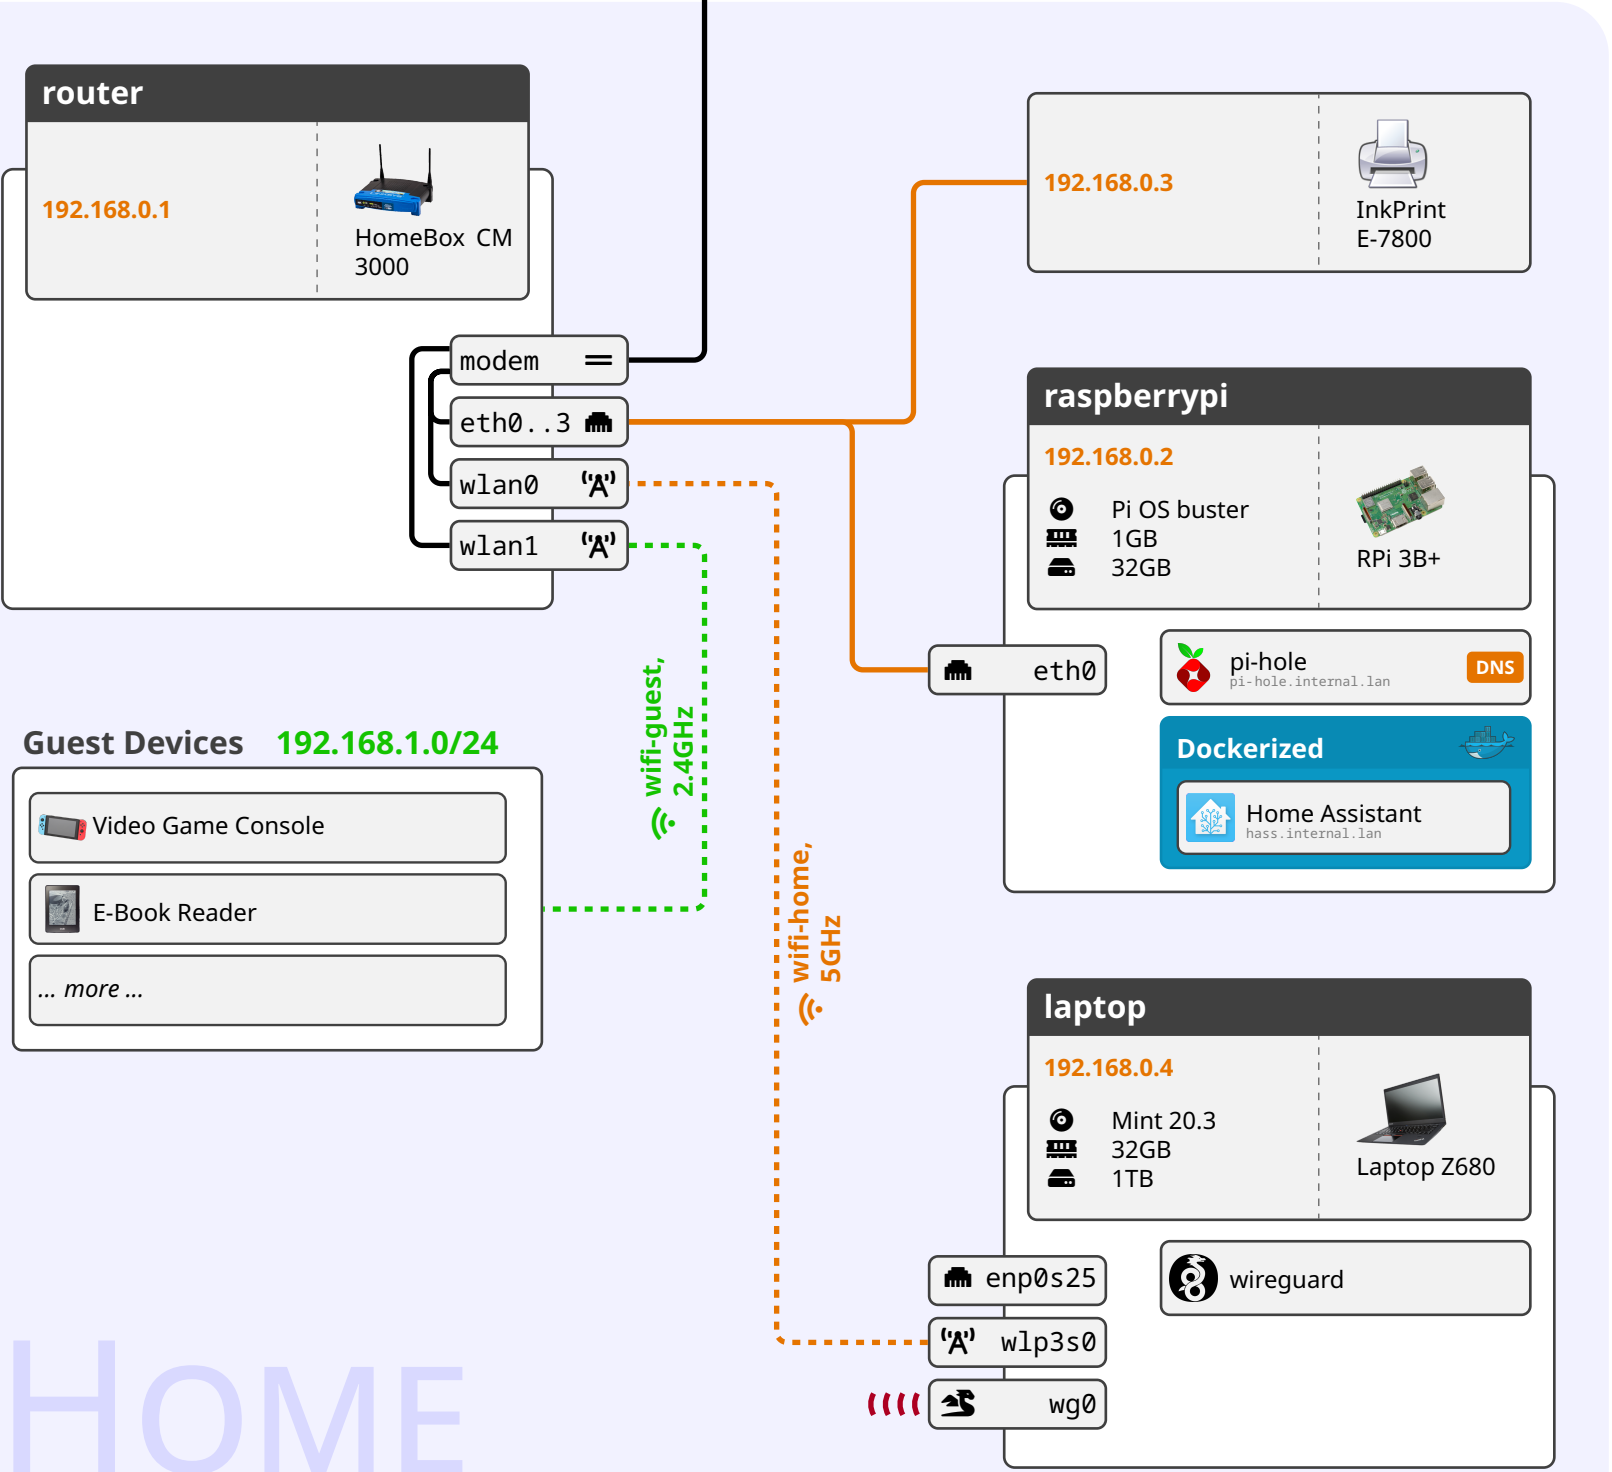 router
192.168.0.1
HomeBox CM
3000
modem
eth0..3
wlan0
wlan1
192.168.0.3
InkPrint
E-7800
raspberrypi
192.168.0.2
Pi OS buster
1GB
32GB
RPi 3B+
eth0
pi-hole
pi-hole.internal.lan
DNS
Dockerized
Home Assistant
hass.internal.lan
wifi-guest,
2.4GHz
wifi-home,
5GHz
Guest Devices 192.168.1.0/24
Video Game Console
E-Book Reader
... more ...
laptop
192.168.0.4
Mint 20.3
32GB
1TB
Laptop Z680
enp0s25
wlp3s0
wg0
wireguard
HOME